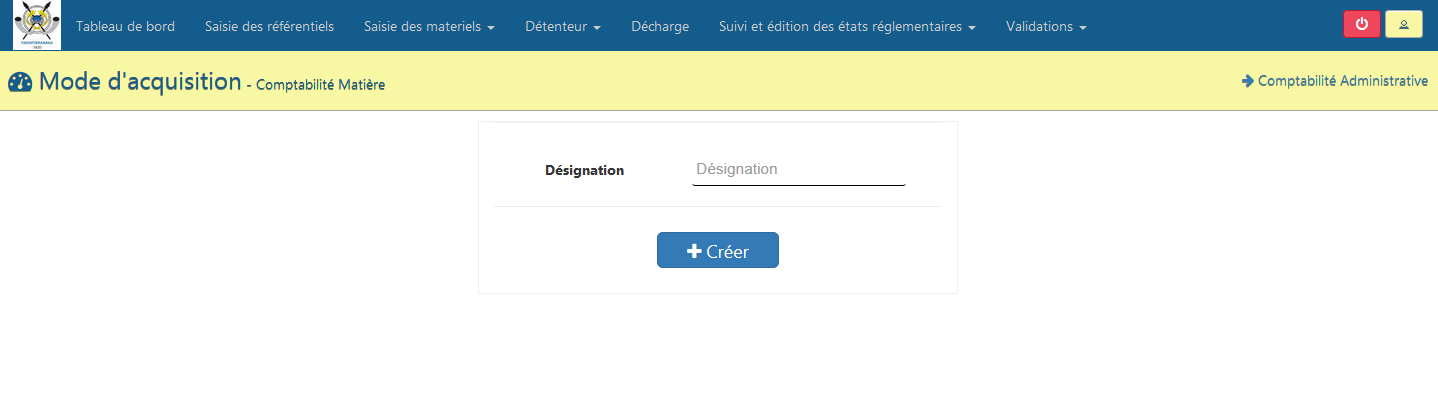 Tableau de bord Saisie des référentiels Saisie des materiels Détenteur Décharge Suivi et édition des états réglementaires Validations
Mode d'acquisition - Comptabilité Matière Comptabilité Administrative
Désignation Désignation
Créer